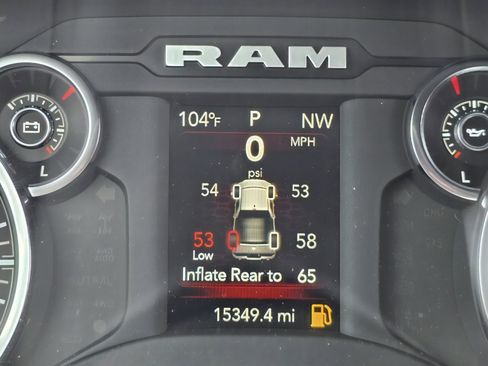 RAM
104°F P NW
0 MPH
psi
54 53
53 58
Low
Inflate Rear to 65
15349.4 mi
L L